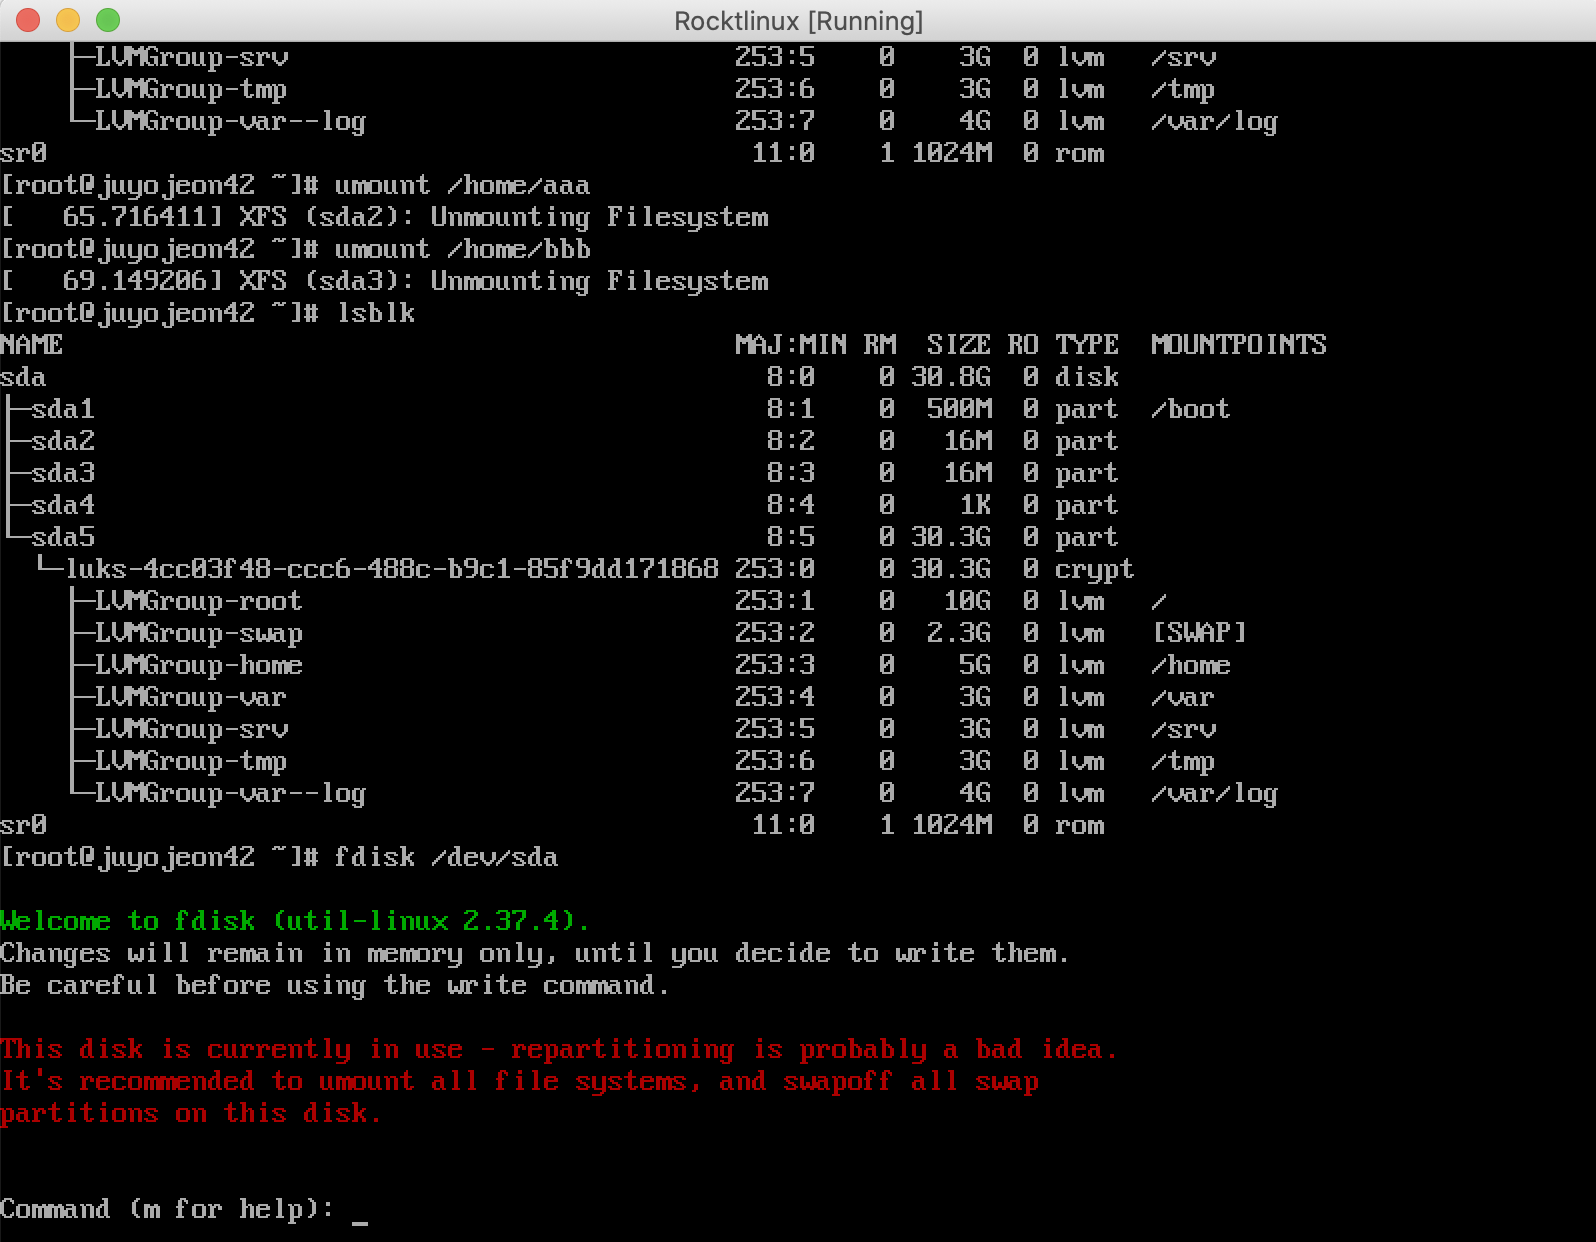 Rocktlinux [Running]
├─LVMGroup-srv 253:5 0 3G 0 lvm /srv
├─LVMGroup-tmp 253:6 0 3G 0 lvm /tmp
└─LVMGroup-var--log 253:7 0 4G 0 lvm /var/log
sr0 11:0 1 1024M 0 rom
[root@juyojeon42 ~]# umount /home/aaa
[   65.716411] XFS (sda2): Unmounting Filesystem
[root@juyojeon42 ~]# umount /home/bbb
[   69.149206] XFS (sda3): Unmounting Filesystem
[root@juyojeon42 ~]# lsblk
NAME MAJ:MIN RM SIZE RO TYPE MOUNTPOINTS
sda 8:0 0 30.8G 0 disk
├─sda1 8:1 0 500M 0 part /boot
├─sda2 8:2 0 16M 0 part
├─sda3 8:3 0 16M 0 part
├─sda4 8:4 0 1K 0 part
└─sda5 8:5 0 30.3G 0 part
└─luks-4cc03f48-ccc6-488c-b9c1-85f9dd171868 253:0 0 30.3G 0 crypt
├─LVMGroup-root 253:1 0 10G 0 lvm /
├─LVMGroup-swap 253:2 0 2.3G 0 lvm [SWAP]
├─LVMGroup-home 253:3 0 5G 0 lvm /home
├─LVMGroup-var 253:4 0 3G 0 lvm /var
├─LVMGroup-srv 253:5 0 3G 0 lvm /srv
├─LVMGroup-tmp 253:6 0 3G 0 lvm /tmp
└─LVMGroup-var--log 253:7 0 4G 0 lvm /var/log
sr0 11:0 1 1024M 0 rom
[root@juyojeon42 ~]# fdisk /dev/sda
Welcome to fdisk (util-linux 2.37.4).
Changes will remain in memory only, until you decide to write them.
Be careful before using the write command.
This disk is currently in use - repartitioning is probably a bad idea.
It's recommended to umount all file systems, and swapoff all swap
partitions on this disk.
Command (m for help): _